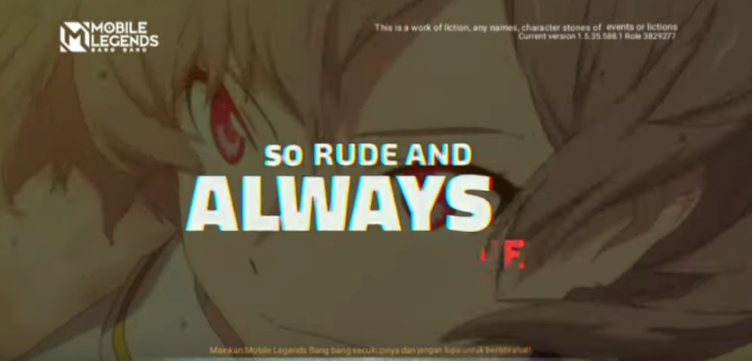 MOBILE
LEGENDS
BANG BANG
This is a work of fiction, any names, character stones of events or lictions
Current version 1.5.35.588.1 Role 3829277
SO RUDE AND
ALWAYS
Mainkan Mobile Legends Bang bang secukupnya dan jangan lupa untuk beristirahat